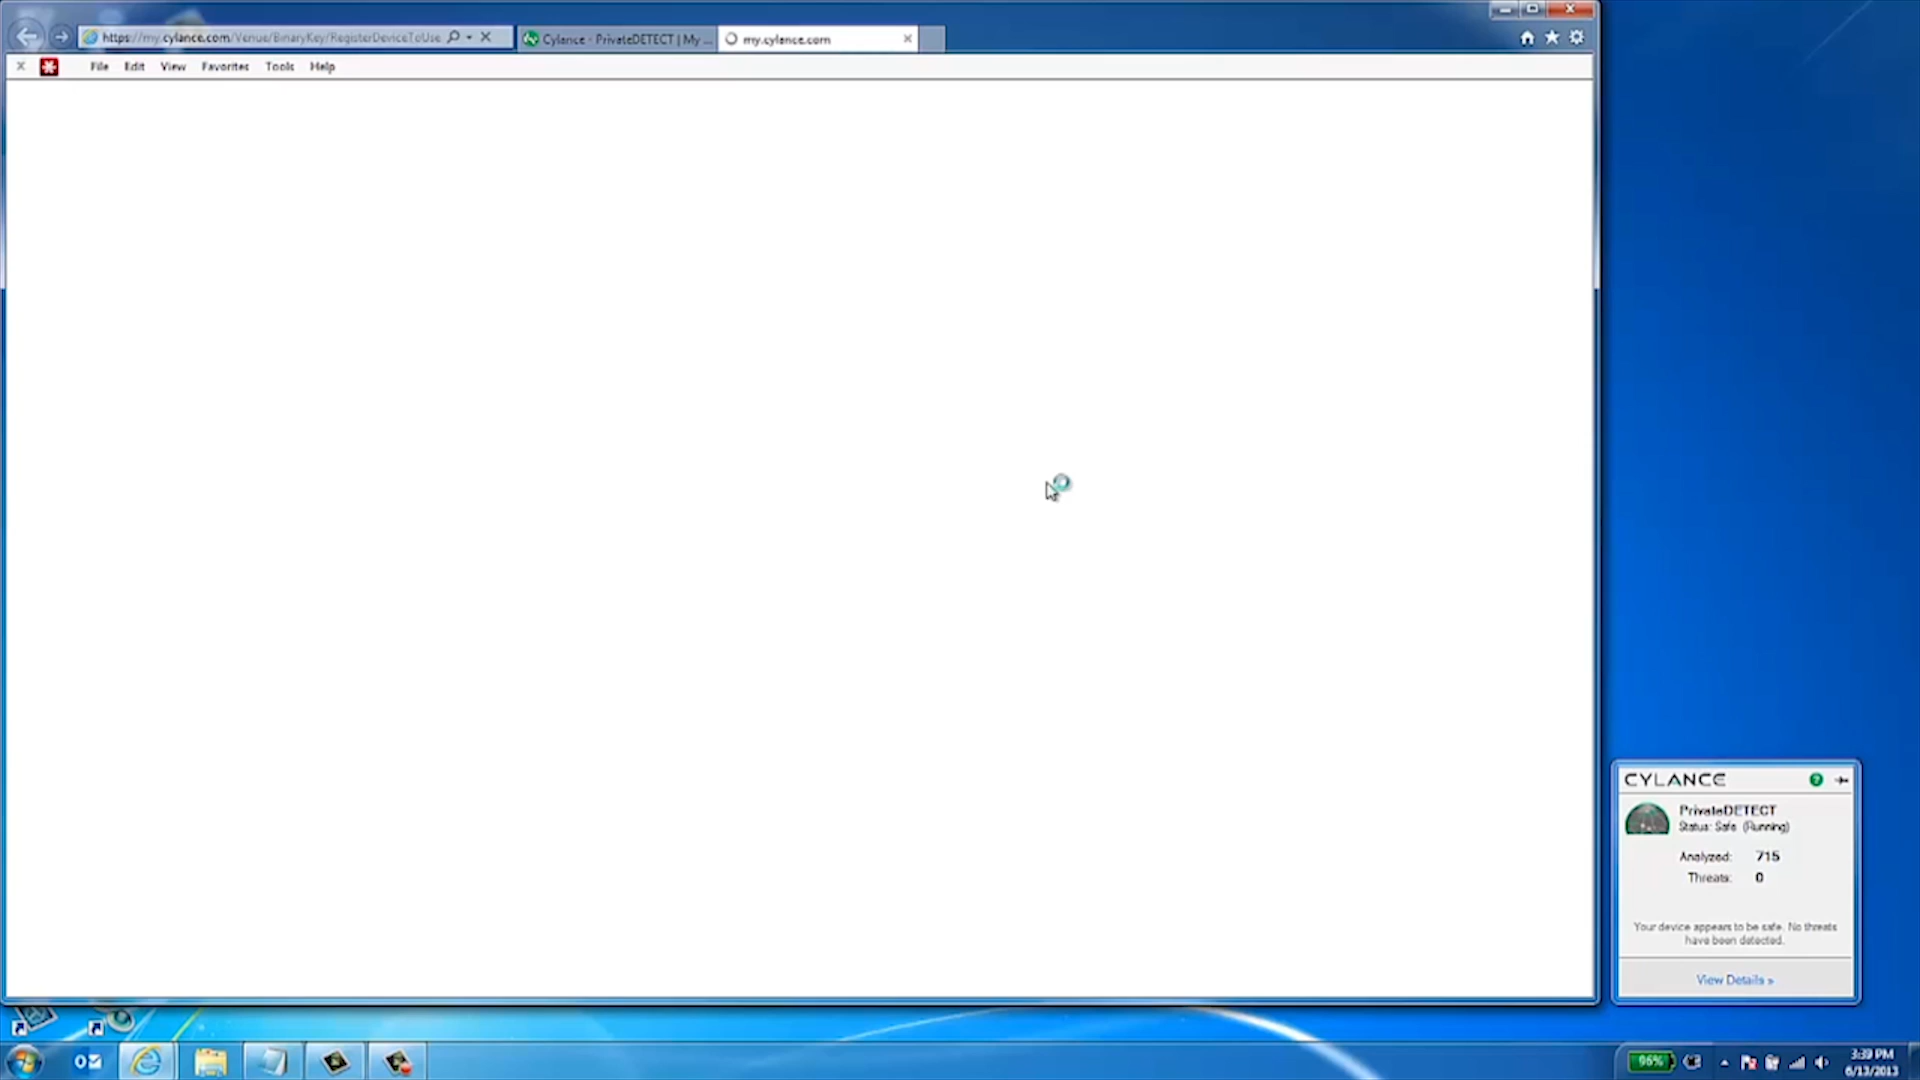 https://my.cylance.com/Venue/BinaryKey/RegisterDeviceToUse
Cylance - PrivateDETECT | My ...
my.cylance.com
File Edit View Favorites Tools Help
CYLANCE
PrivateDETECT
Status: Safe (Running)
Analyzed: 715
Threats: 0
Your device appears to be safe. No threats
have been detected.
View Details »
96%
3:39 PM
6/13/2013